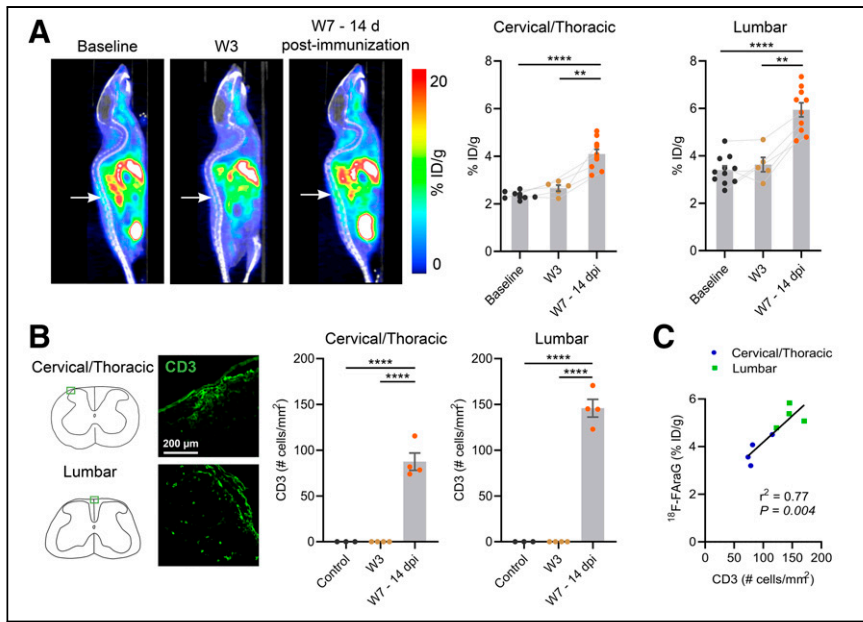 A
Baseline
W3
W7 - 14 d
post-immunization
20
% ID/g
0
Cervical/Thoracic
% ID/g
8
6
4
2
0
****
**
Baseline
W3
W7 - 14 dpi
Lumbar
% ID/g
8
6
4
2
0
****
**
Baseline
W3
W7 - 14 dpi
B
Cervical/Thoracic
CD3
200 µm
Lumbar
Cervical/Thoracic
CD3 (# cells/mm²)
200
150
100
50
0
****
****
Control
W3
W7 - 14 dpi
Lumbar
CD3 (# cells/mm²)
200
150
100
50
0
****
****
Control
W3
W7 - 14 dpi
C
Cervical/Thoracic
Lumbar
¹⁸F-FAraG (% ID/g)
8
6
4
2
0
r² = 0.77
P = 0.004
0 50 100 150 200
CD3 (# cells/mm²)